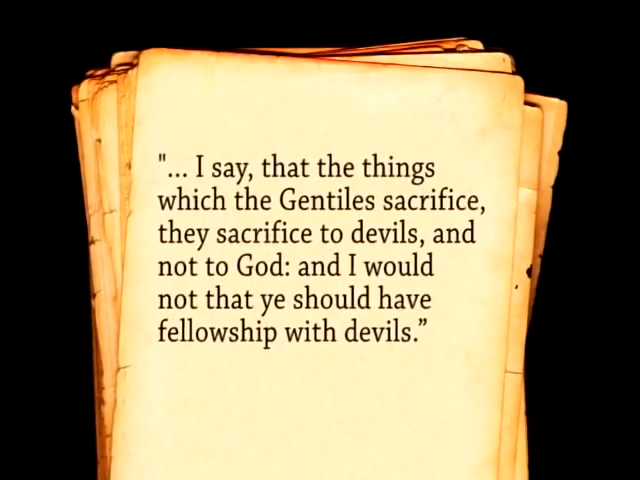 "... I say, that the things
which the Gentiles sacrifice,
they sacrifice to devils, and
not to God: and I would
not that ye should have
fellowship with devils.”